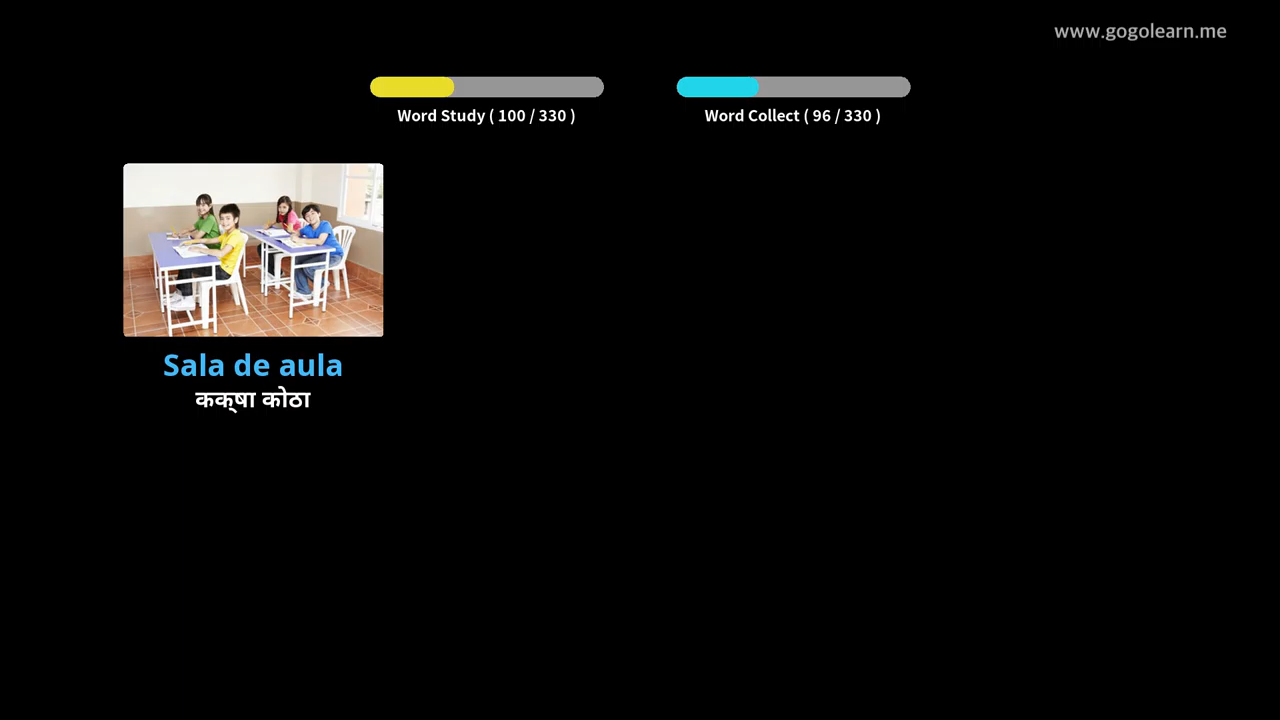 www.gogolearn.me
Word Study ( 100 / 330 )
Word Collect ( 96 / 330 )
Sala de aula
कक्षा कोठा